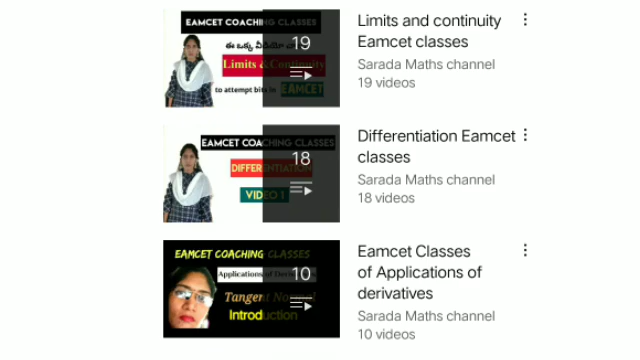 EAMCET COACHING CLASSES
ఈ ఒక్క వీడియో చా
Limits & Continuity
to attempt bits in EAMCET
19
Limits and continuity
Eamcet classes
Sarada Maths channel
19 videos
EAMCET COACHING CLASSES
DIFFERENTIATION
VIDEO 1
18
Differentiation Eamcet
classes
Sarada Maths channel
18 videos
EAMCET COACHING CLASSES
Applications of Derivatives
Tangent Normal
Introduction
10
Eamcet Classes
of Applications of
derivatives
Sarada Maths channel
10 videos